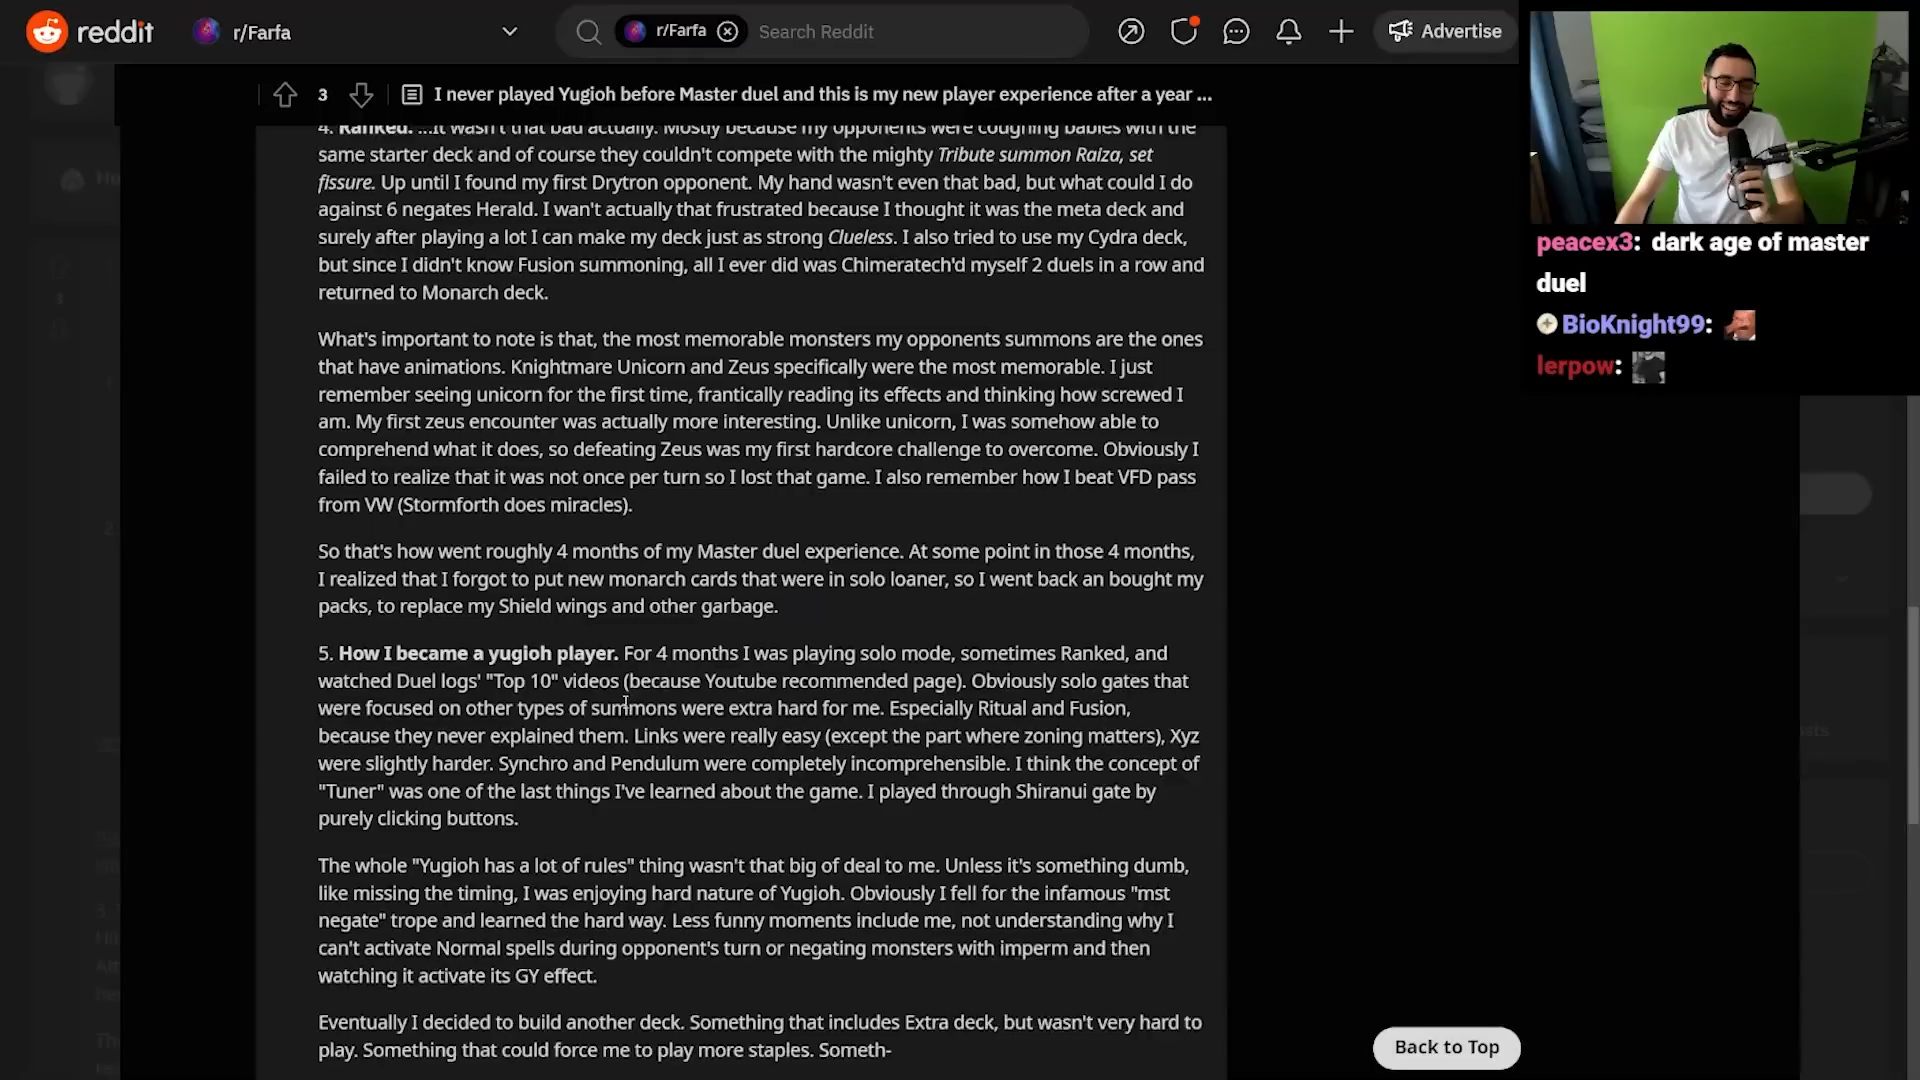 reddit
r/Farfa
r/Farfa
Search Reddit
Advertise
3
I never played Yugioh before Master duel and this is my new player experience after a year ...
4. Ranked. ...It wasn't that bad actually. Mostly because my opponents were coughing babies with the
same starter deck and of course they couldn't compete with the mighty Tribute summon Raiza, set
fissure. Up until I found my first Drytron opponent. My hand wasn't even that bad, but what could I do
against 6 negates Herald. I wan't actually that frustrated because I thought it was the meta deck and
surely after playing a lot I can make my deck just as strong Clueless. I also tried to use my Cydra deck,
but since I didn't know Fusion summoning, all I ever did was Chimeratech'd myself 2 duels in a row and
returned to Monarch deck.
What's important to note is that, the most memorable monsters my opponents summons are the ones
that have animations. Knightmare Unicorn and Zeus specifically were the most memorable. I just
remember seeing unicorn for the first time, frantically reading its effects and thinking how screwed I
am. My first zeus encounter was actually more interesting. Unlike unicorn, I was somehow able to
comprehend what it does, so defeating Zeus was my first hardcore challenge to overcome. Obviously I
failed to realize that it was not once per turn so I lost that game. I also remember how I beat VFD pass
from VW (Stormforth does miracles).
So that's how went roughly 4 months of my Master duel experience. At some point in those 4 months,
I realized that I forgot to put new monarch cards that were in solo loaner, so I went back an bought my
packs, to replace my Shield wings and other garbage.
5. How I became a yugioh player. For 4 months I was playing solo mode, sometimes Ranked, and
watched Duel logs' "Top 10" videos (because Youtube recommended page). Obviously solo gates that
were focused on other types of summons were extra hard for me. Especially Ritual and Fusion,
because they never explained them. Links were really easy (except the part where zoning matters), Xyz
were slightly harder. Synchro and Pendulum were completely incomprehensible. I think the concept of
"Tuner" was one of the last things I've learned about the game. I played through Shiranui gate by
purely clicking buttons.
The whole "Yugioh has a lot of rules" thing wasn't that big of deal to me. Unless it's something dumb,
like missing the timing, I was enjoying hard nature of Yugioh. Obviously I fell for the infamous "mst
negate" trope and learned the hard way. Less funny moments include me, not understanding why I
can't activate Normal spells during opponent's turn or negating monsters with imperm and then
watching it activate its GY effect.
Eventually I decided to build another deck. Something that includes Extra deck, but wasn't very hard to
play. Something that could force me to play more staples. Someth-
peacex3: dark age of master
duel
BioKnight99:
lerpow:
Back to Top